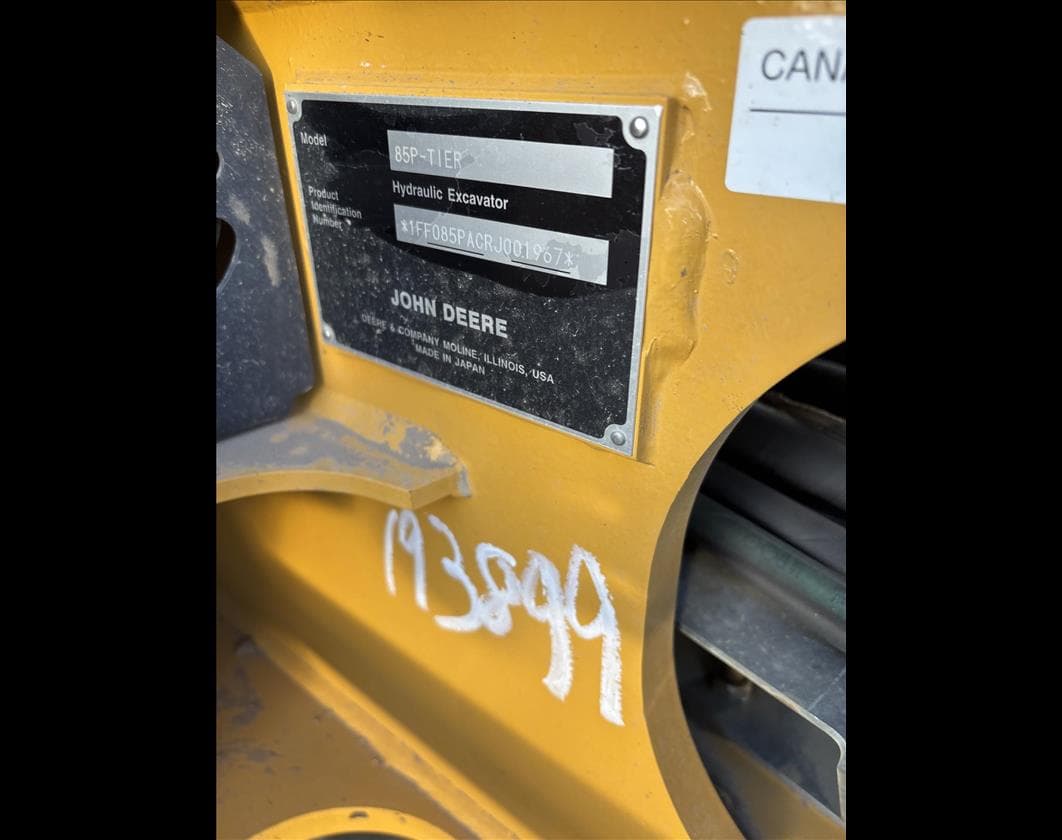 Model
85P-TIER
Hydraulic Excavator
Product
Identification
Number
*1FF085PACRJ001967*
JOHN DEERE
DEERE & COMPANY MOLINE, ILLINOIS, USA
MADE IN JAPAN
CANA
193899